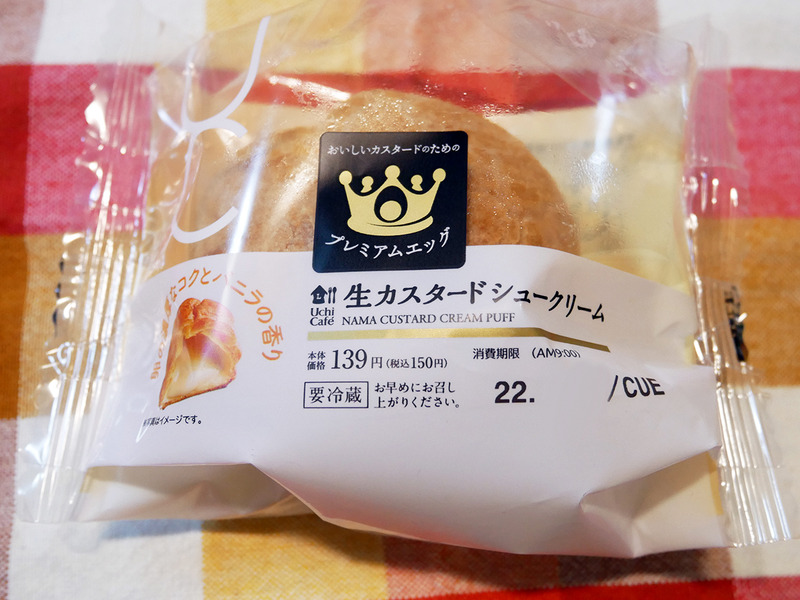 おいしいカスタードのための
プレミアムエッグ
なコクとバニラの香り
Uchi
Café
生カスタードシュークリーム
NAMA CUSTARD CREAM PUFF
本体
価格 139円(税込150円)
消費期限 (AM9:00)
22. /CUE
要冷蔵
お早めにお召し
上がりください。
写真はイメージです。